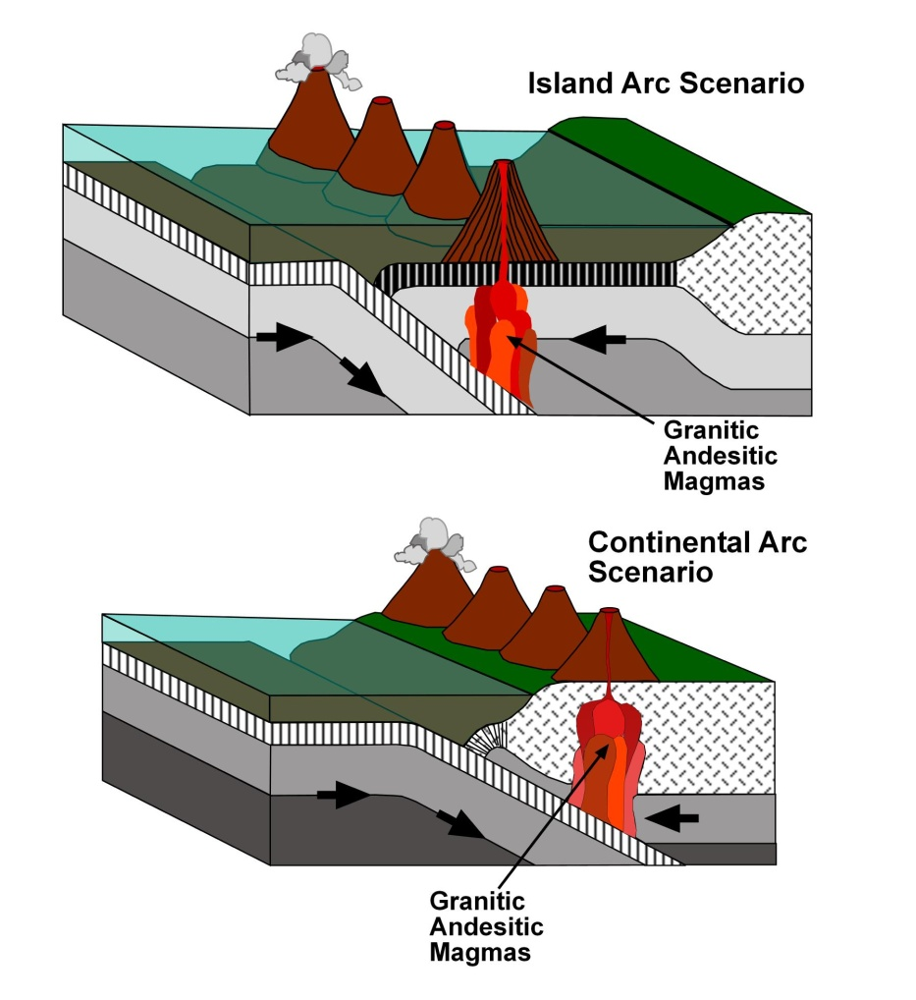 Island Arc Scenario
Granitic
Andesitic
Magmas
Continental Arc
Scenario
Granitic
Andesitic
Magmas